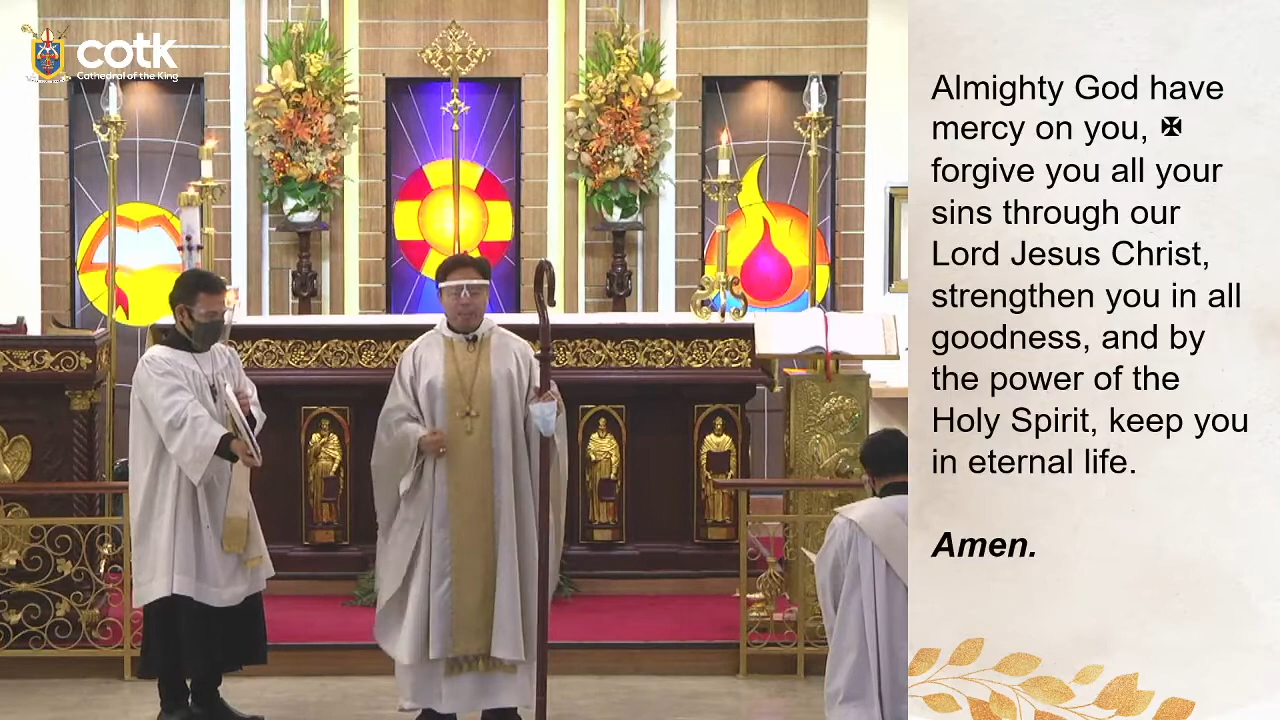 cotk
Cathedral of the King
Almighty God have
mercy on you, ✠
forgive you all your
sins through our
Lord Jesus Christ,
strengthen you in all
goodness, and by
the power of the
Holy Spirit, keep you
in eternal life.
Amen.